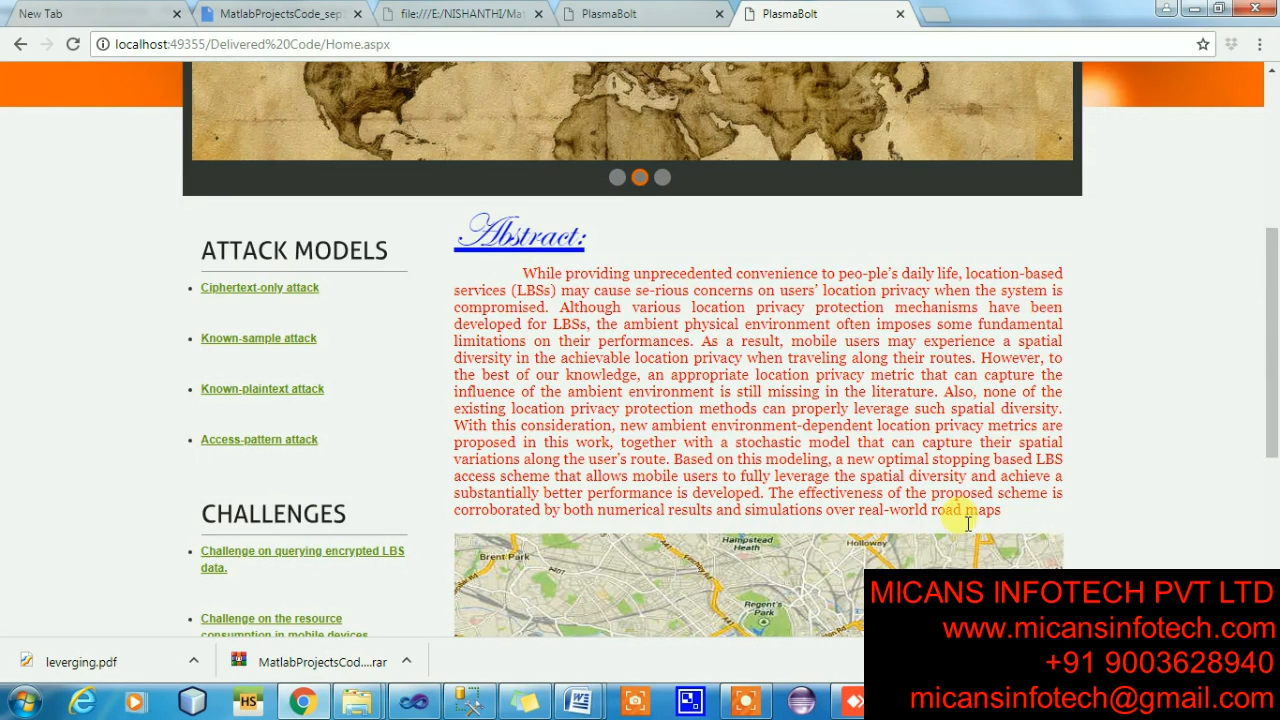 New Tab
MatlabProjectsCode_sep
file:///E:/NISHANTHI/Mat
PlasmaBolt
PlasmaBolt
localhost:49355/Delivered%20Code/Home.aspx
Abstract:
ATTACK MODELS
Ciphertext-only attack
Known-sample attack
Known-plaintext attack
Access-pattern attack
CHALLENGES
Challenge on querying encrypted LBS
data.
Challenge on the resource
consumption in mobile devices
While providing unprecedented convenience to peo-ple's daily life, location-based
services (LBSs) may cause se-rious concerns on users' location privacy when the system is
compromised. Although various location privacy protection mechanisms have been
developed for LBSs, the ambient physical environment often imposes some fundamental
limitations on their performances. As a result, mobile users may experience a spatial
diversity in the achievable location privacy when traveling along their routes. However, to
the best of our knowledge, an appropriate location privacy metric that can capture the
influence of the ambient environment is still missing in the literature. Also, none of the
existing location privacy protection methods can properly leverage such spatial diversity.
With this consideration, new ambient environment-dependent location privacy metrics are
proposed in this work, together with a stochastic model that can capture their spatial
variations along the user's route. Based on this modeling, a new optimal stopping based LBS
access scheme that allows mobile users to fully leverage the spatial diversity and achieve a
substantially better performance is developed. The effectiveness of the proposed scheme is
corroborated by both numerical results and simulations over real-world road maps
Brent Park
Hampstead
Heath
Holloway
Finchley Rd
A41
Regent's
Park
MICANS INFOTECH PVT LTD
www.micansinfotech.com
+91 9003628940
micansinfotech@gmail.com
leverging.pdf
MatlabProjectsCod....rar
HS